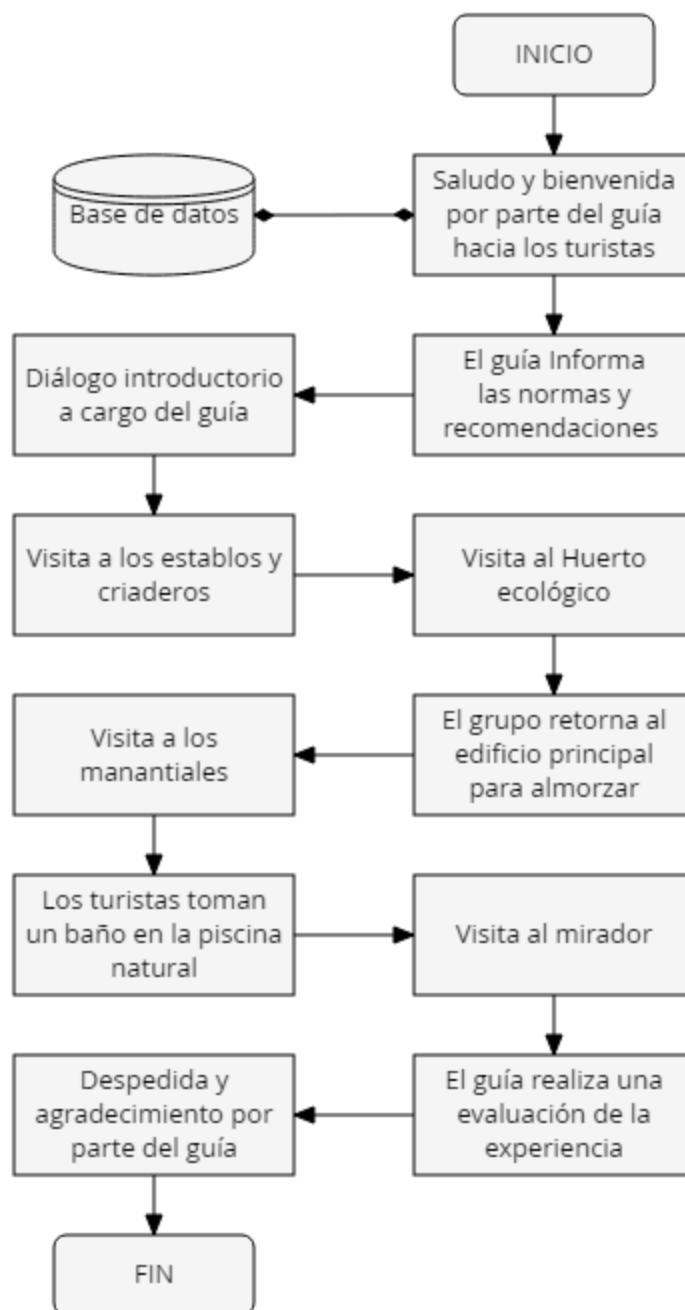 INICIO
Saludo y bienvenida
por parte del guía
hacia los turistas
Base de datos
El guía Informa
las normas y
recomendaciones
Diálogo introductorio
a cargo del guía
Visita a los establos y
criaderos
Visita al Huerto
ecológico
El grupo retorna al
edificio principal
para almorzar
Visita a los
manantiales
Los turistas toman
un baño en la piscina
natural
Visita al mirador
El guía realiza una
evaluación de la
experiencia
Despedida y
agradecimiento por
parte del guía
FIN